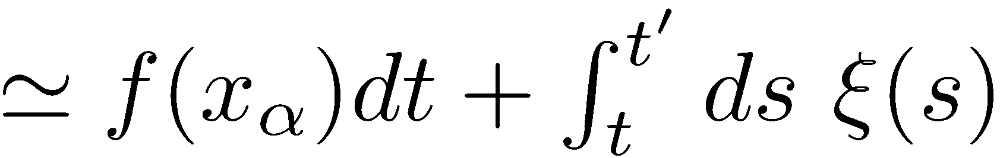 ≃ f(x_α)dt + ∫_t^{t′} ds ξ(s)